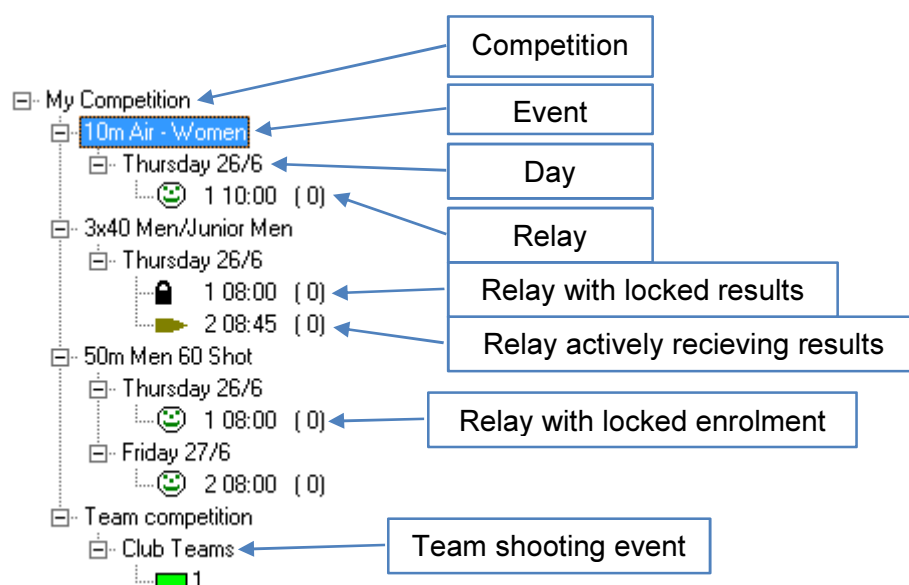 Competition
My Competition
Event
10m Air - Women
Day
Thursday 26/6
1 10:00 ( 0)
Relay
3x40 Men/Junior Men
Thursday 26/6
1 08:00 ( 0)
Relay with locked results
2 08:45 ( 0)
Relay actively recieving results
50m Men 60 Shot
Thursday 26/6
1 08:00 ( 0)
Relay with locked enrolment
Friday 27/6
2 08:00 ( 0)
Team competition
Club Teams
Team shooting event
1